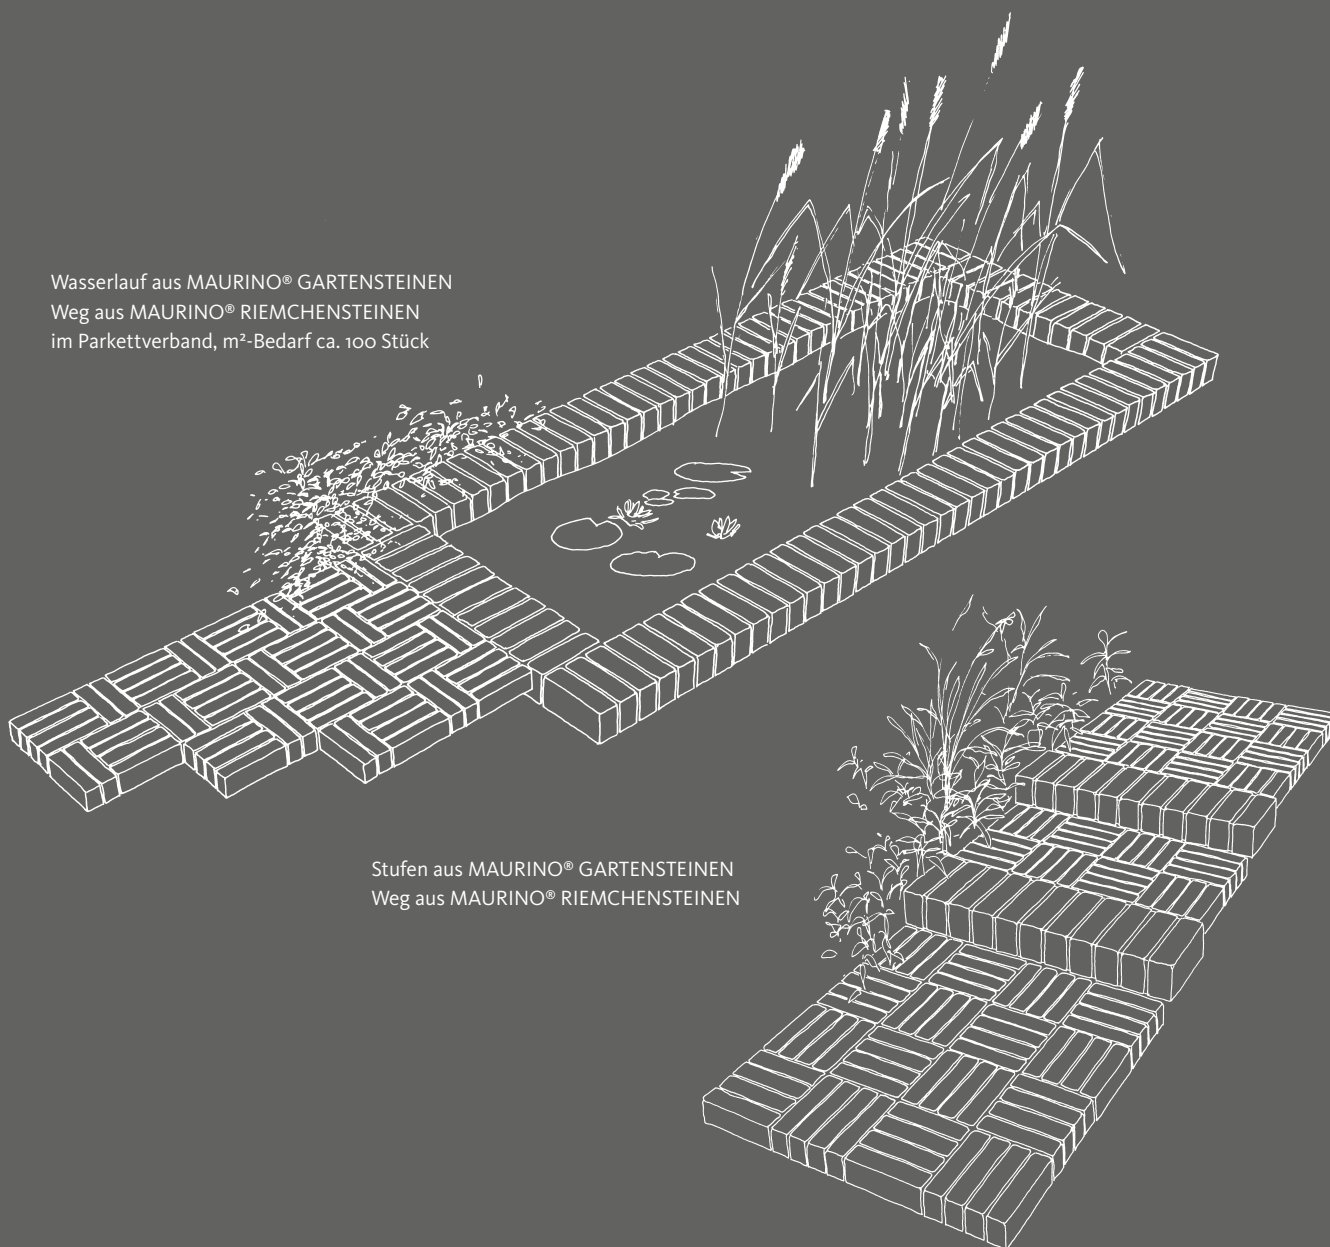 Wasserlauf aus MAURINO® GARTENSTEINEN
Weg aus MAURINO® RIEMCHENSTEINEN
im Parkettverband, m²-Bedarf ca. 100 Stück
Stufen aus MAURINO® GARTENSTEINEN
Weg aus MAURINO® RIEMCHENSTEINEN